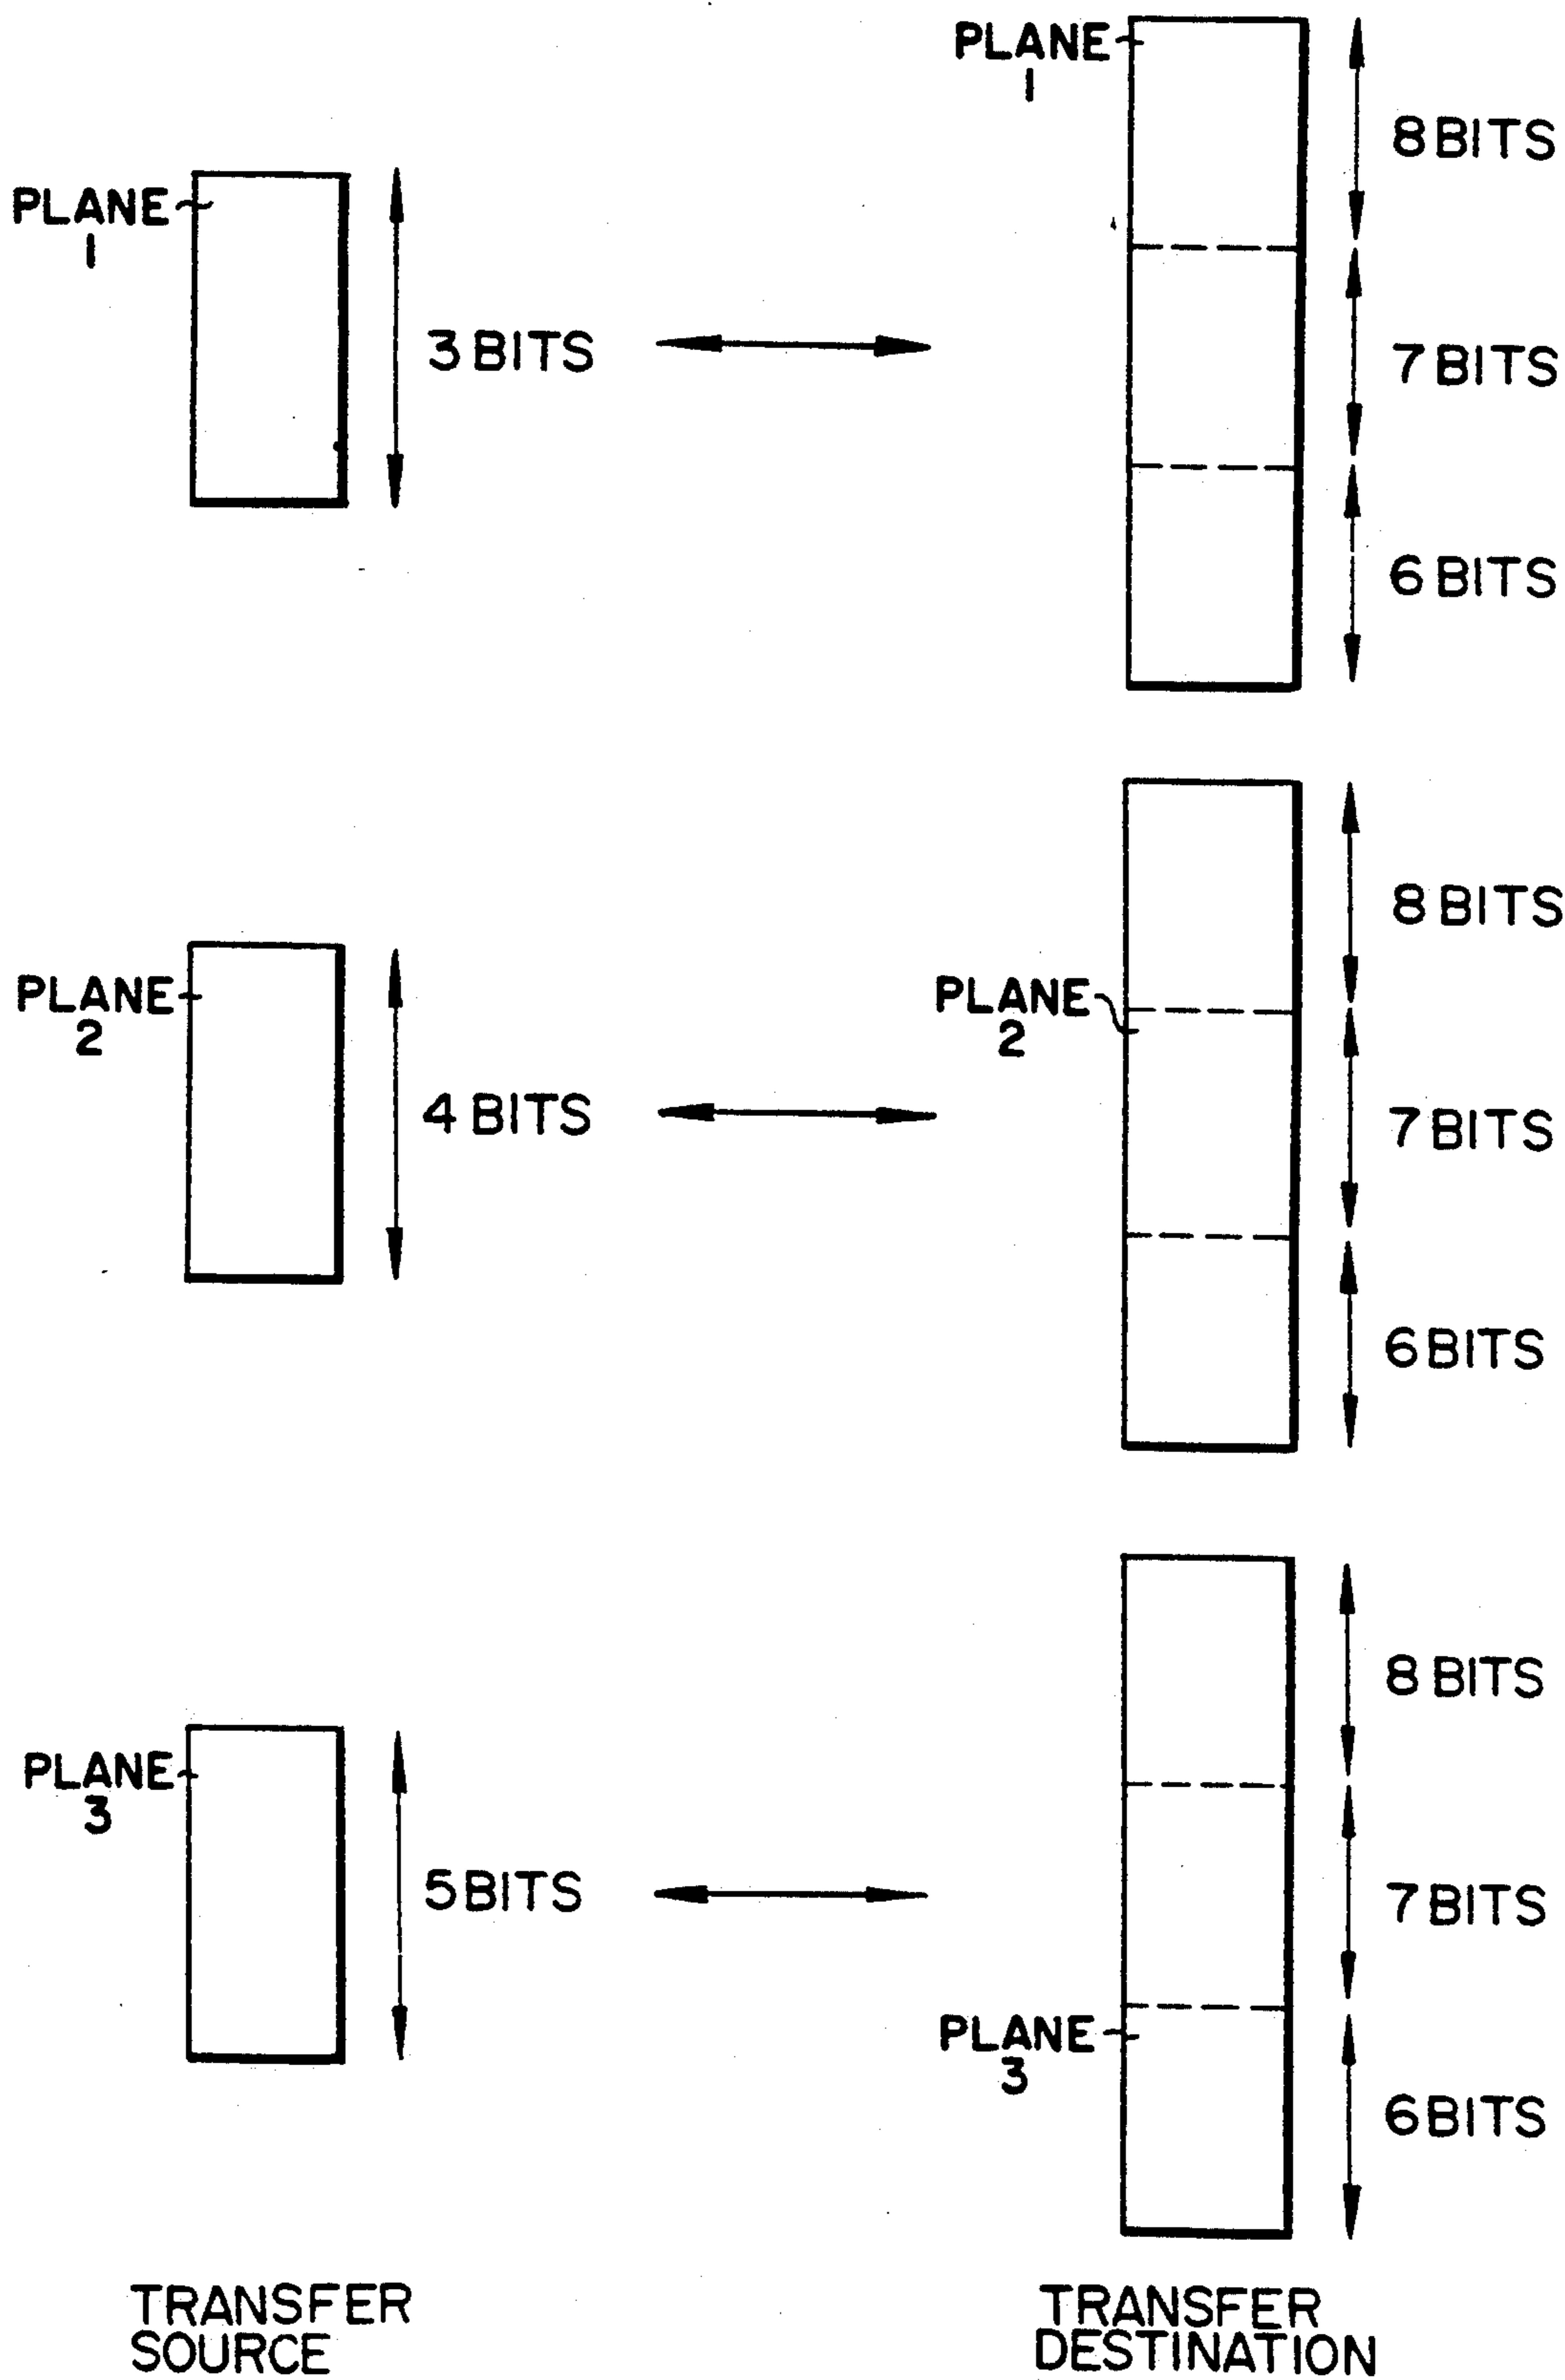 PLANE
1
8 BITS
PLANE
1
3 BITS
7 BITS
6 BITS
8 BITS
PLANE
2
PLANE
2
4 BITS
7 BITS
6 BITS
8 BITS
PLANE
3
5 BITS
7 BITS
PLANE
3
6 BITS
TRANSFER
SOURCE
TRANSFER
DESTINATION